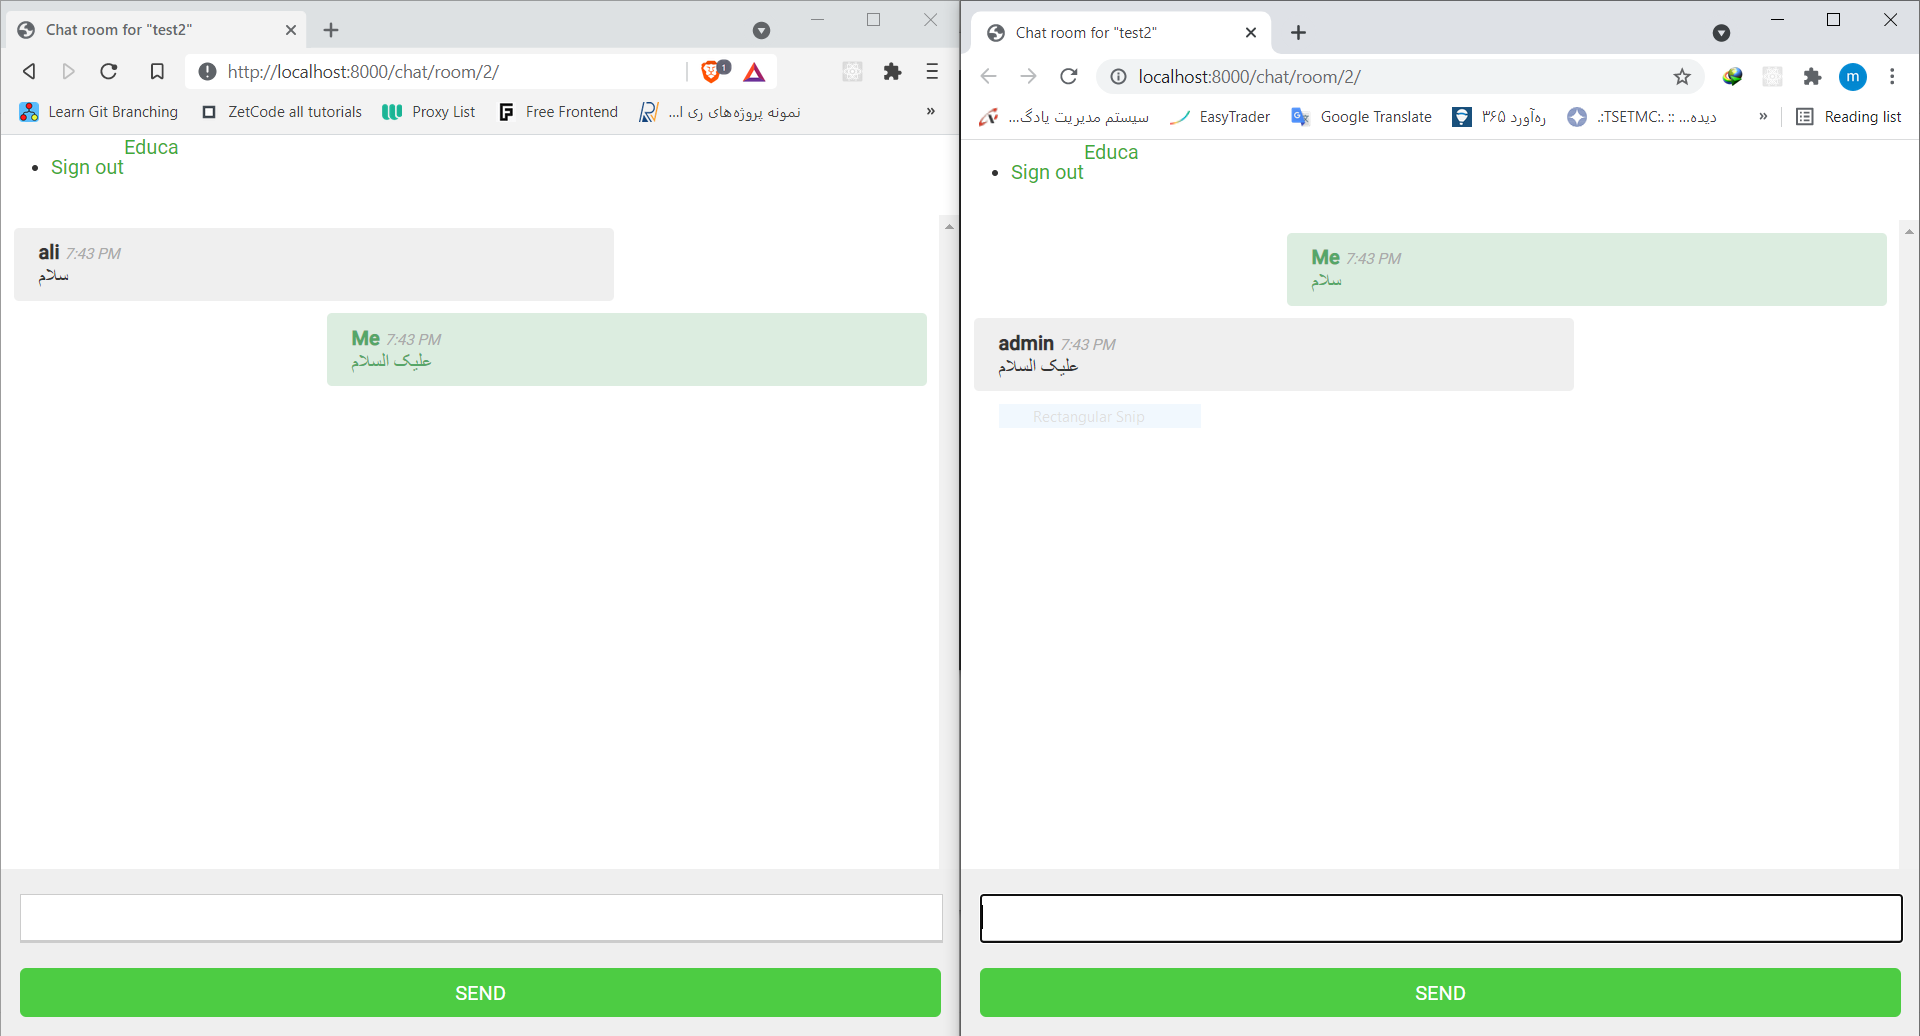 Chat room for "test2"
http://localhost:8000/chat/room/2/
1
Learn Git Branching
ZetCode all tutorials
Proxy List
Free Frontend
نمونه پروژه‌های ری ا...
»
Educa
Sign out
ali 7:43 PM
سلام
Me 7:43 PM
علیک السلام
SEND
Chat room for "test2"
localhost:8000/chat/room/2/
m
سیستم مدیریت یادگ...
EasyTrader
Google Translate
ره‌آورد ۳۶۵
.:TSETMC:. :: دیده...
»
Reading list
Educa
Sign out
Me 7:43 PM
سلام
admin 7:43 PM
علیک السلام
Rectangular Snip
SEND